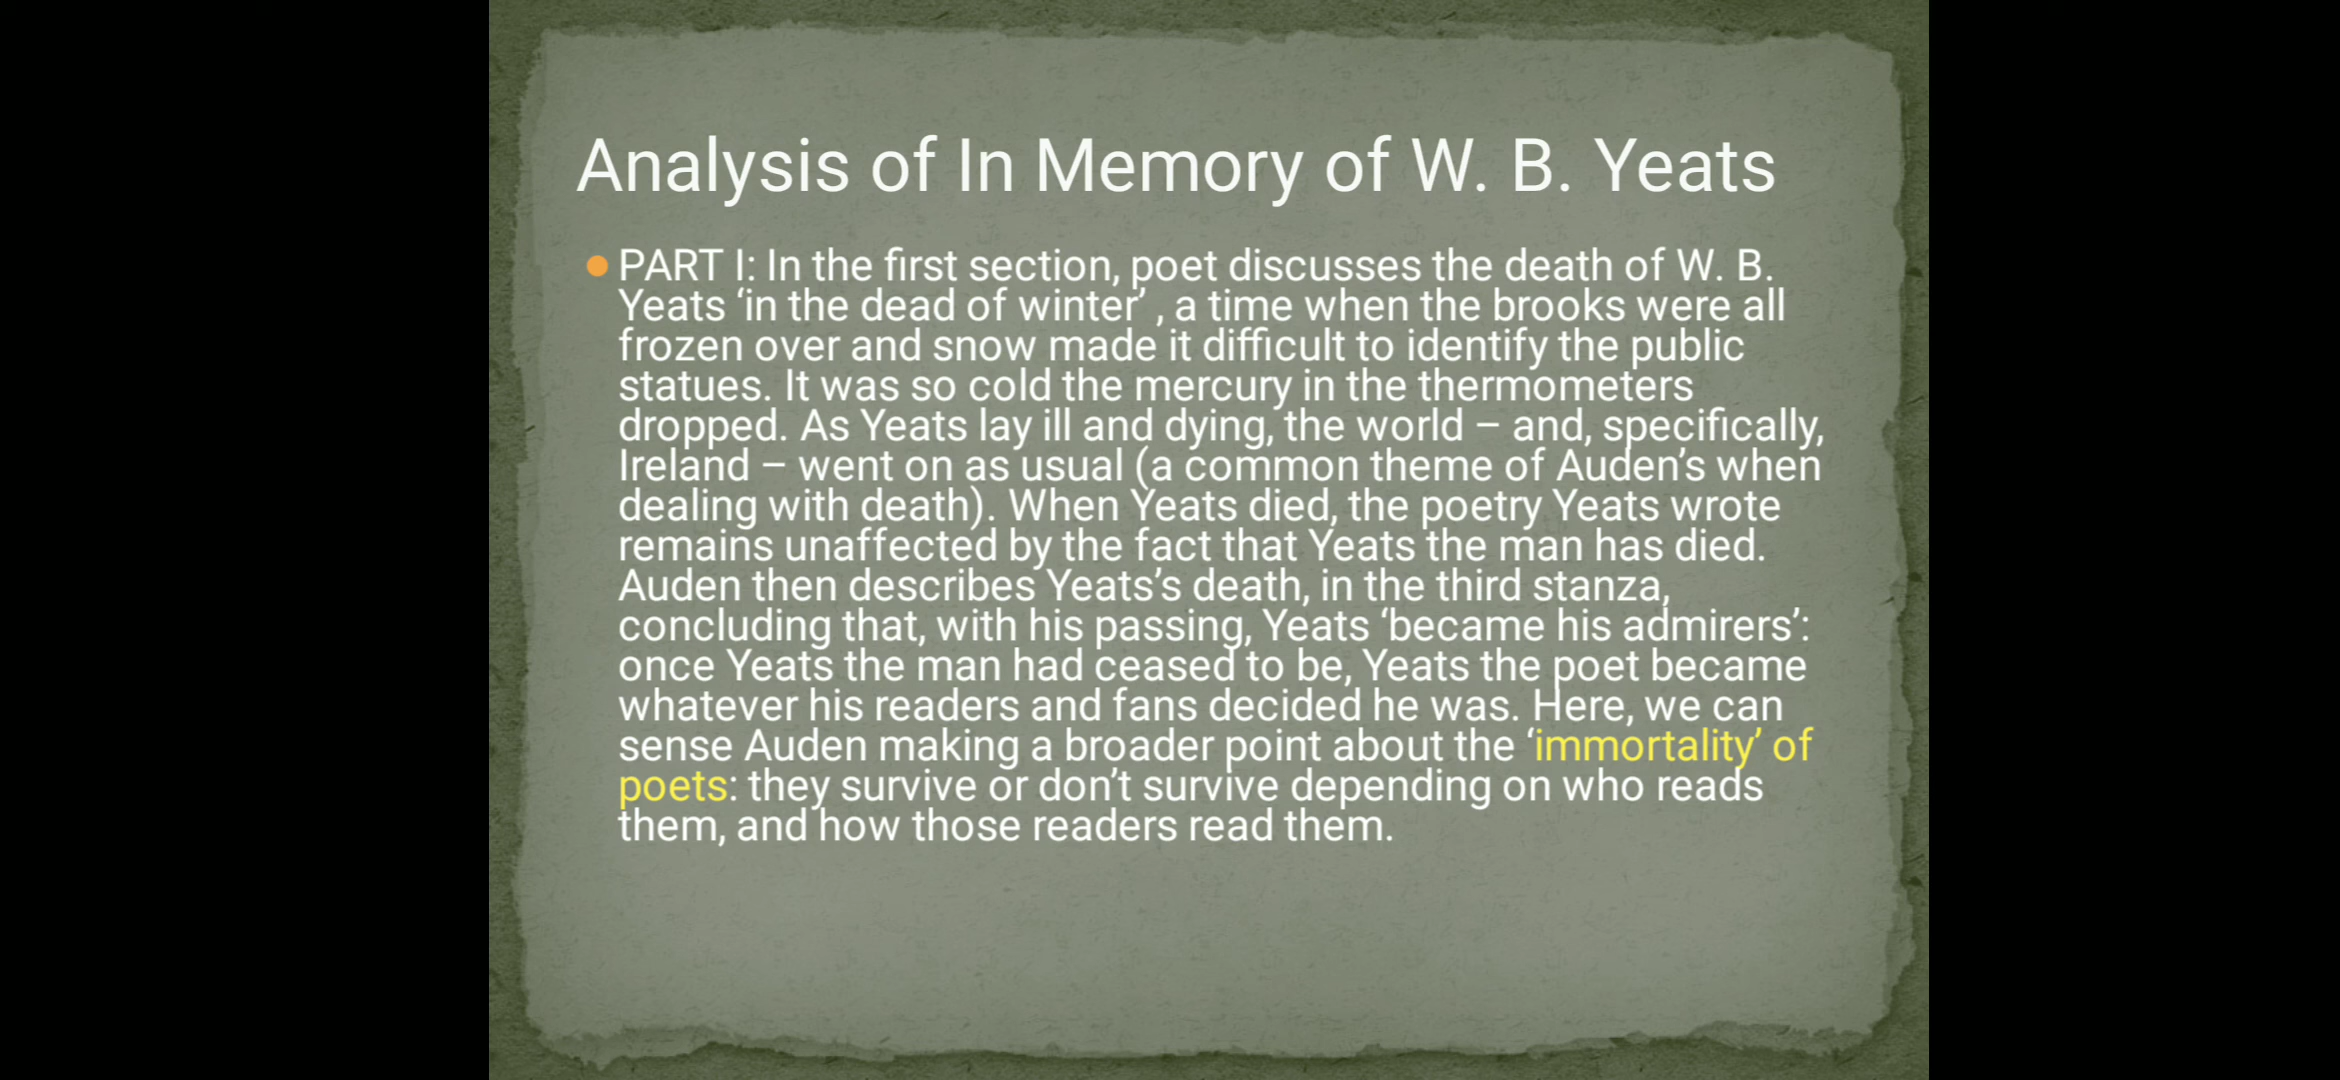 Analysis of In Memory of W. B. Yeats
PART I: In the first section, poet discusses the death of W. B.
Yeats ‘in the dead of winter’ , a time when the brooks were all
frozen over and snow made it difficult to identify the public
statues. It was so cold the mercury in the thermometers
dropped. As Yeats lay ill and dying, the world – and, specifically,
Ireland – went on as usual (a common theme of Auden’s when
dealing with death). When Yeats died, the poetry Yeats wrote
remains unaffected by the fact that Yeats the man has died.
Auden then describes Yeats’s death, in the third stanza,
concluding that, with his passing, Yeats ‘became his admirers’:
once Yeats the man had ceased to be, Yeats the poet became
whatever his readers and fans decided he was. Here, we can
sense Auden making a broader point about the ‘immortality’ of
poets: they survive or don’t survive depending on who reads
them, and how those readers read them.